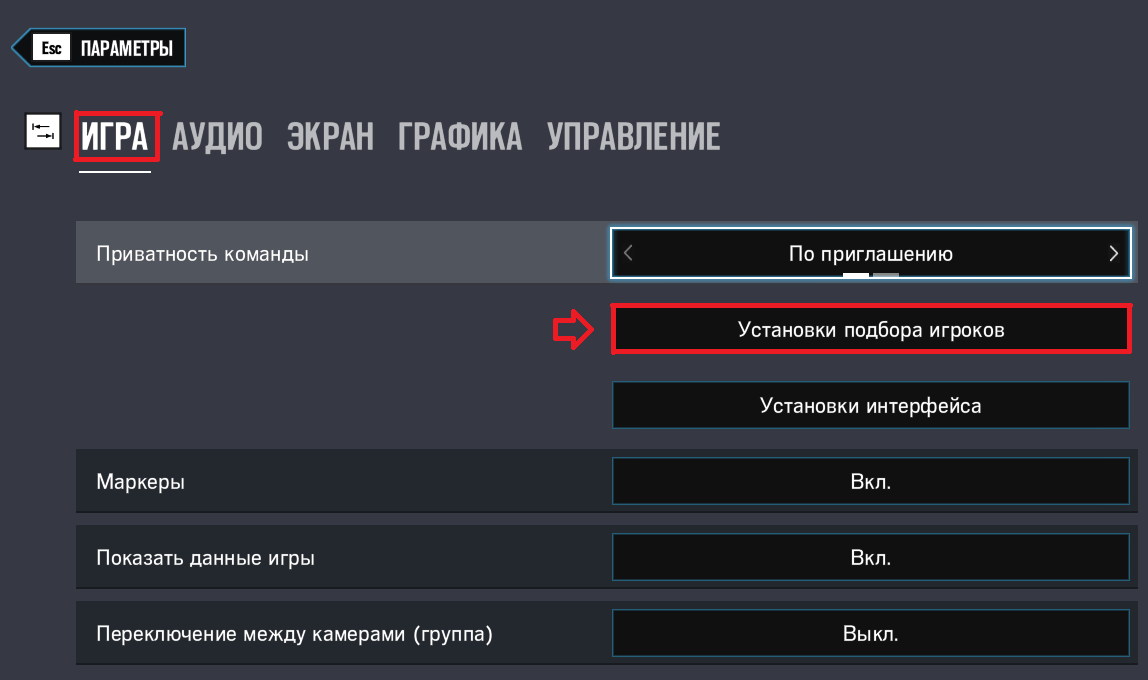 Esc ПАРАМЕТРЫ
ИГРА АУДИО ЭКРАН ГРАФИКА УПРАВЛЕНИЕ
Приватность команды По приглашению
Установки подбора игроков
Установки интерфейса
Маркеры Вкл.
Показать данные игры Вкл.
Переключение между камерами (группа) Выкл.